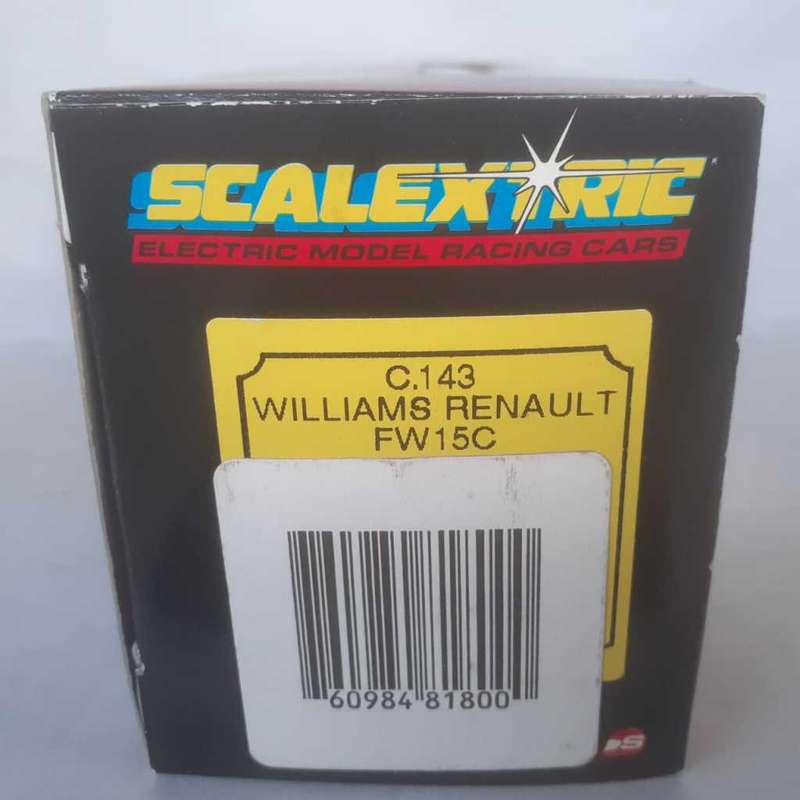 SCALEXTRIC
ELECTRIC MODEL RACING CARS
C.143
WILLIAMS RENAULT
FW15C
60984 81800